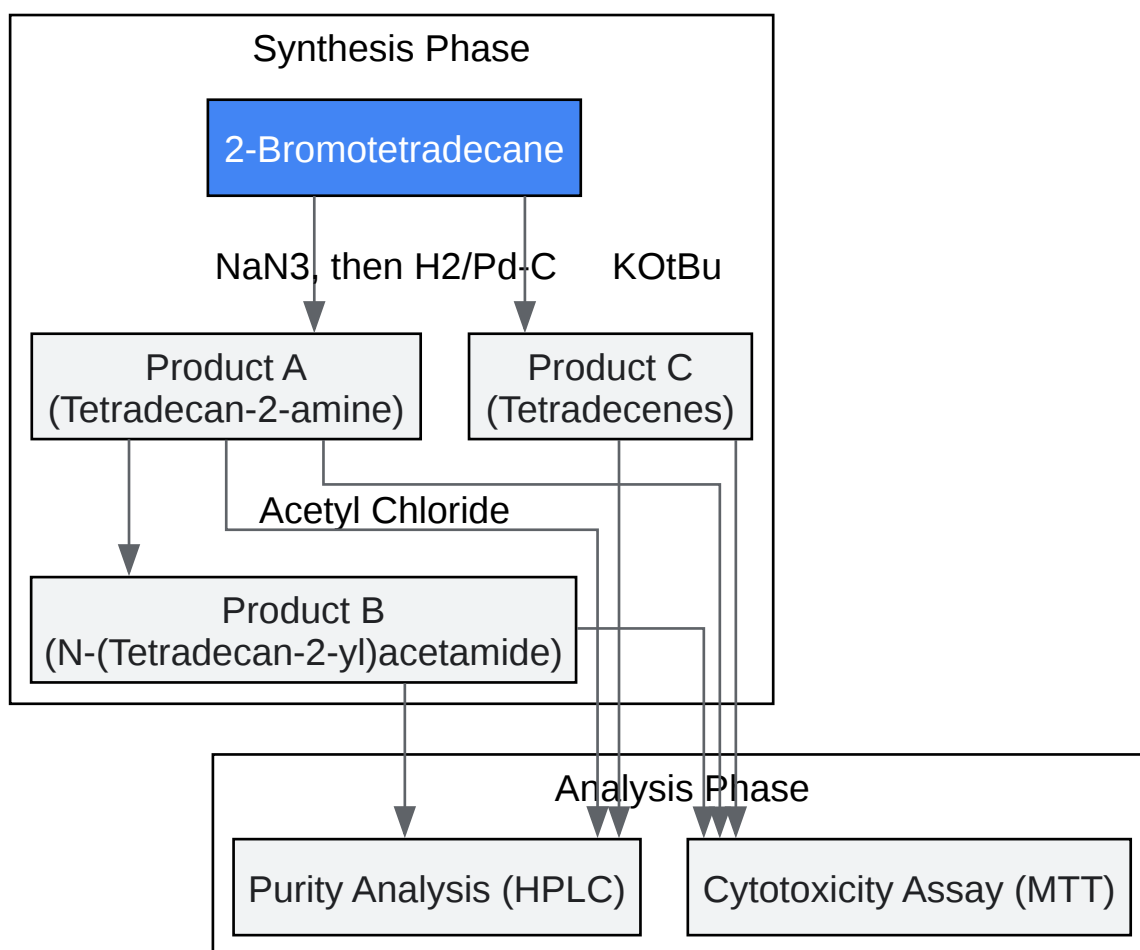 Synthesis Phase
2-Bromotetradecane
NaN3, then H2/Pd-C
KOtBu
Product A
(Tetradecan-2-amine)
Product C
(Tetradecenes)
Acetyl Chloride
Product B
(N-(Tetradecan-2-yl)acetamide)
Analysis Phase
Purity Analysis (HPLC)
Cytotoxicity Assay (MTT)